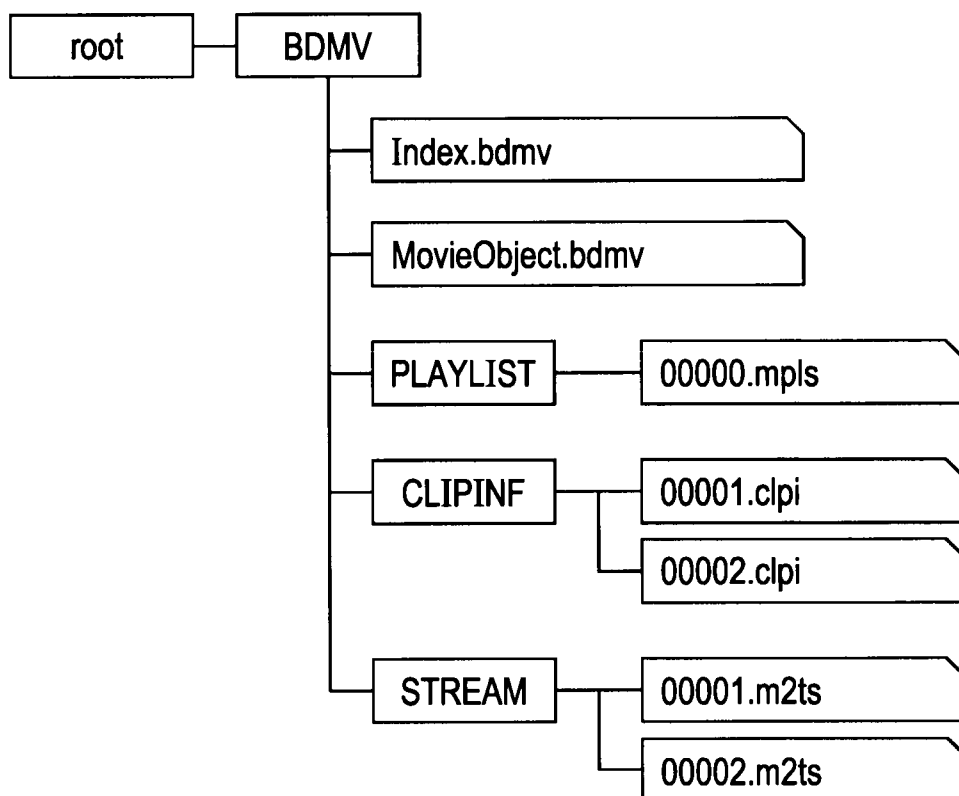 root
BDMV
Index.bdmv
MovieObject.bdmv
PLAYLIST
00000.mpls
CLIPINF
00001.clpi
00002.clpi
STREAM
00001.m2ts
00002.m2ts